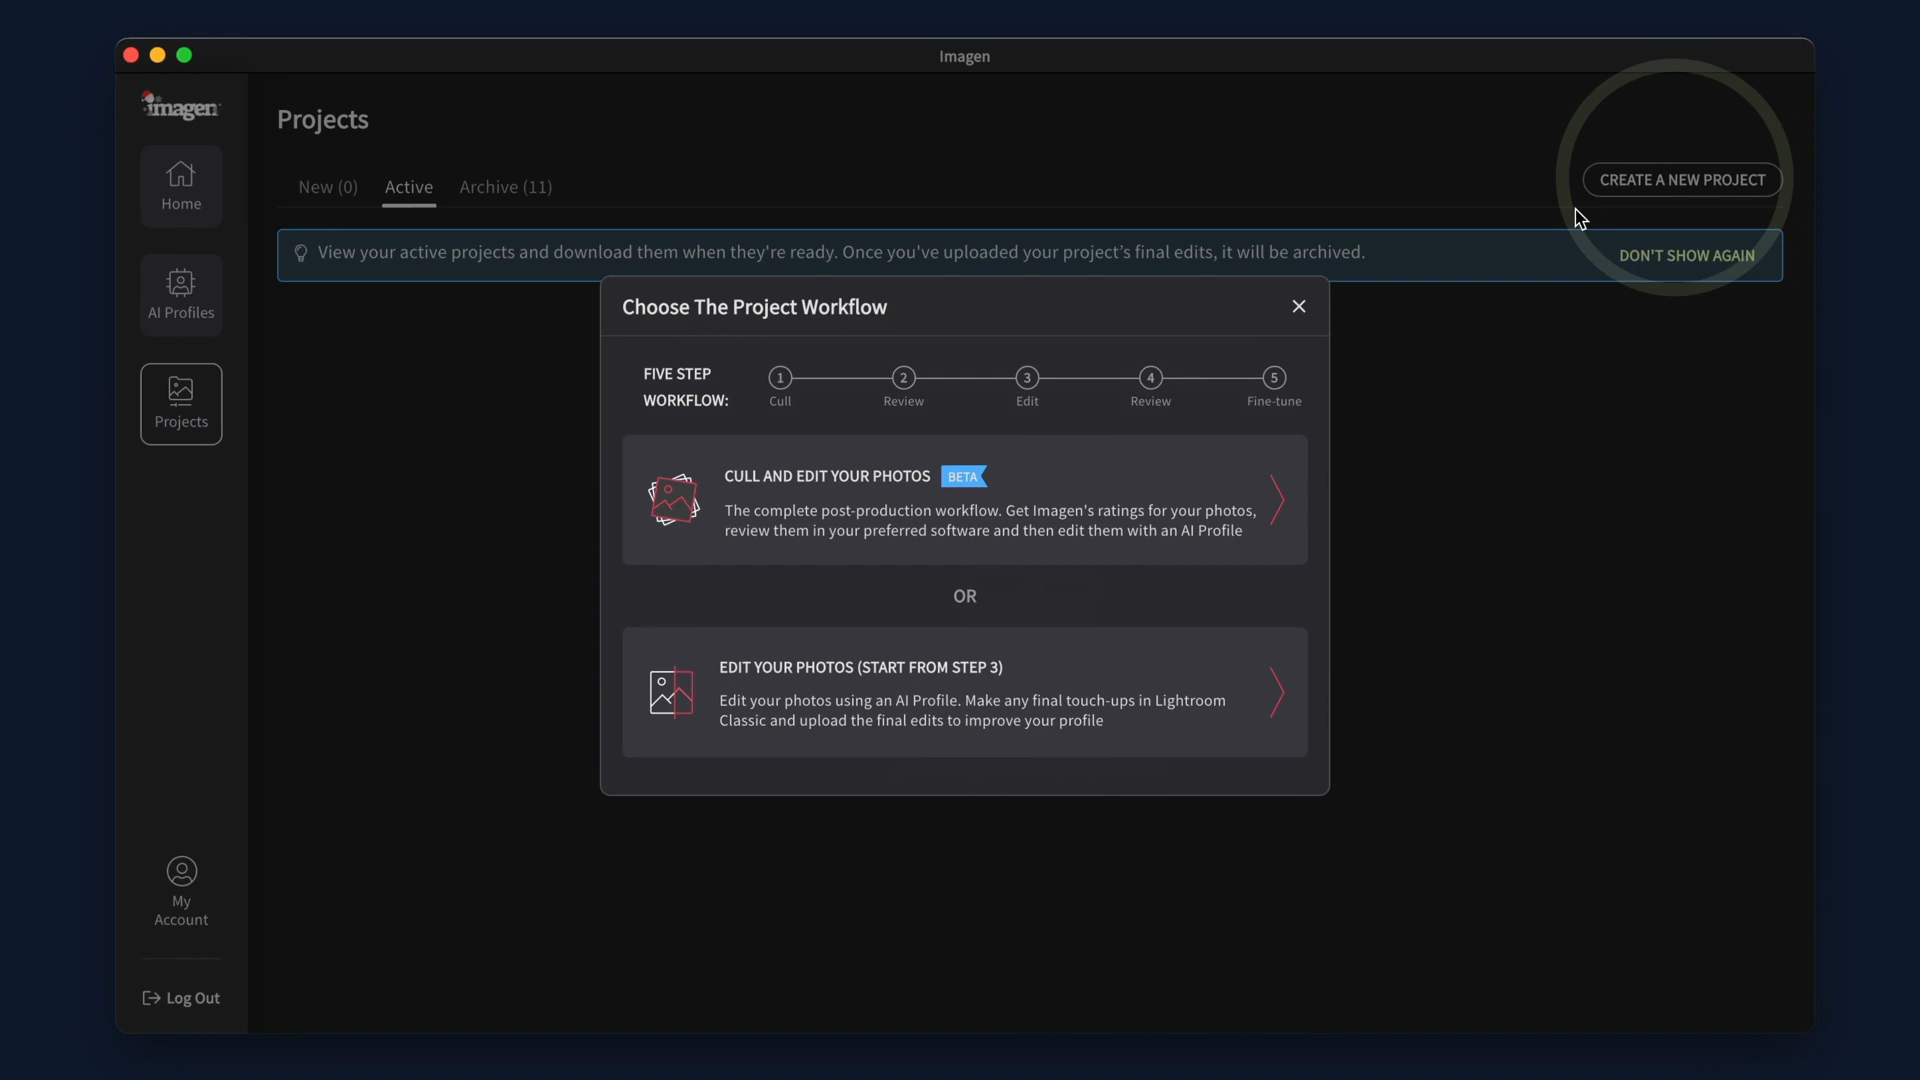 Imagen
imagen
Home
AI Profiles
Projects
My
Account
Log Out
Projects
New (0)
Active
Archive (11)
CREATE A NEW PROJECT
View your active projects and download them when they're ready. Once you've uploaded your project's final edits, it will be archived.
DON'T SHOW AGAIN
Choose The Project Workflow
FIVE STEP
WORKFLOW:
1
2
3
4
5
Cull
Review
Edit
Review
Fine-tune
CULL AND EDIT YOUR PHOTOS BETA
The complete post-production workflow. Get Imagen's ratings for your photos,
review them in your preferred software and then edit them with an AI Profile
OR
EDIT YOUR PHOTOS (START FROM STEP 3)
Edit your photos using an AI Profile. Make any final touch-ups in Lightroom
Classic and upload the final edits to improve your profile